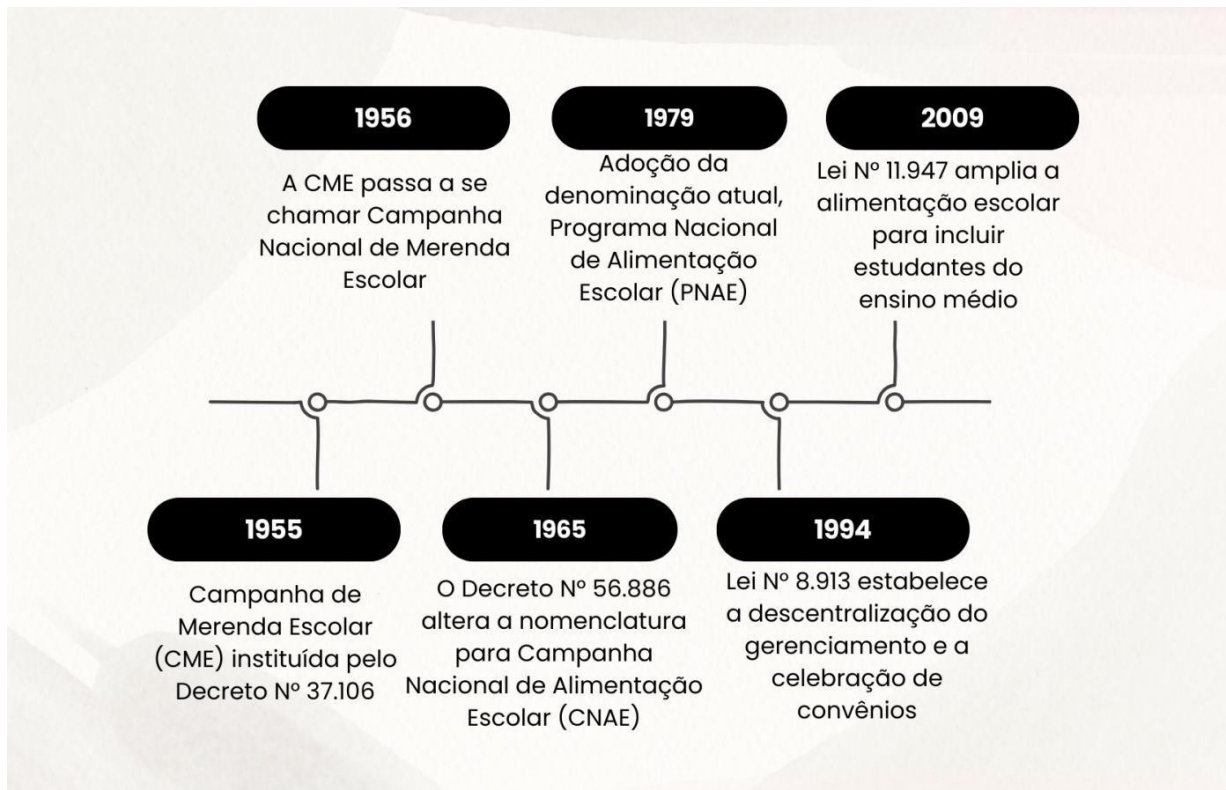 1956
A CME passa a se
chamar Campanha
Nacional de Merenda
Escolar
1979
Adoção da
denominação atual,
Programa Nacional
de Alimentação
Escolar (PNAE)
2009
Lei Nº 11.947 amplia a
alimentação escolar
para incluir
estudantes do
ensino médio
1955
Campanha de
Merenda Escolar
(CME) instituída pelo
Decreto Nº 37.106
1965
O Decreto Nº 56.886
altera a nomenclatura
para Campanha
Nacional de Alimentação
Escolar (CNAE)
1994
Lei Nº 8.913 estabelece
a descentralização do
gerenciamento e a
celebração de
convênios